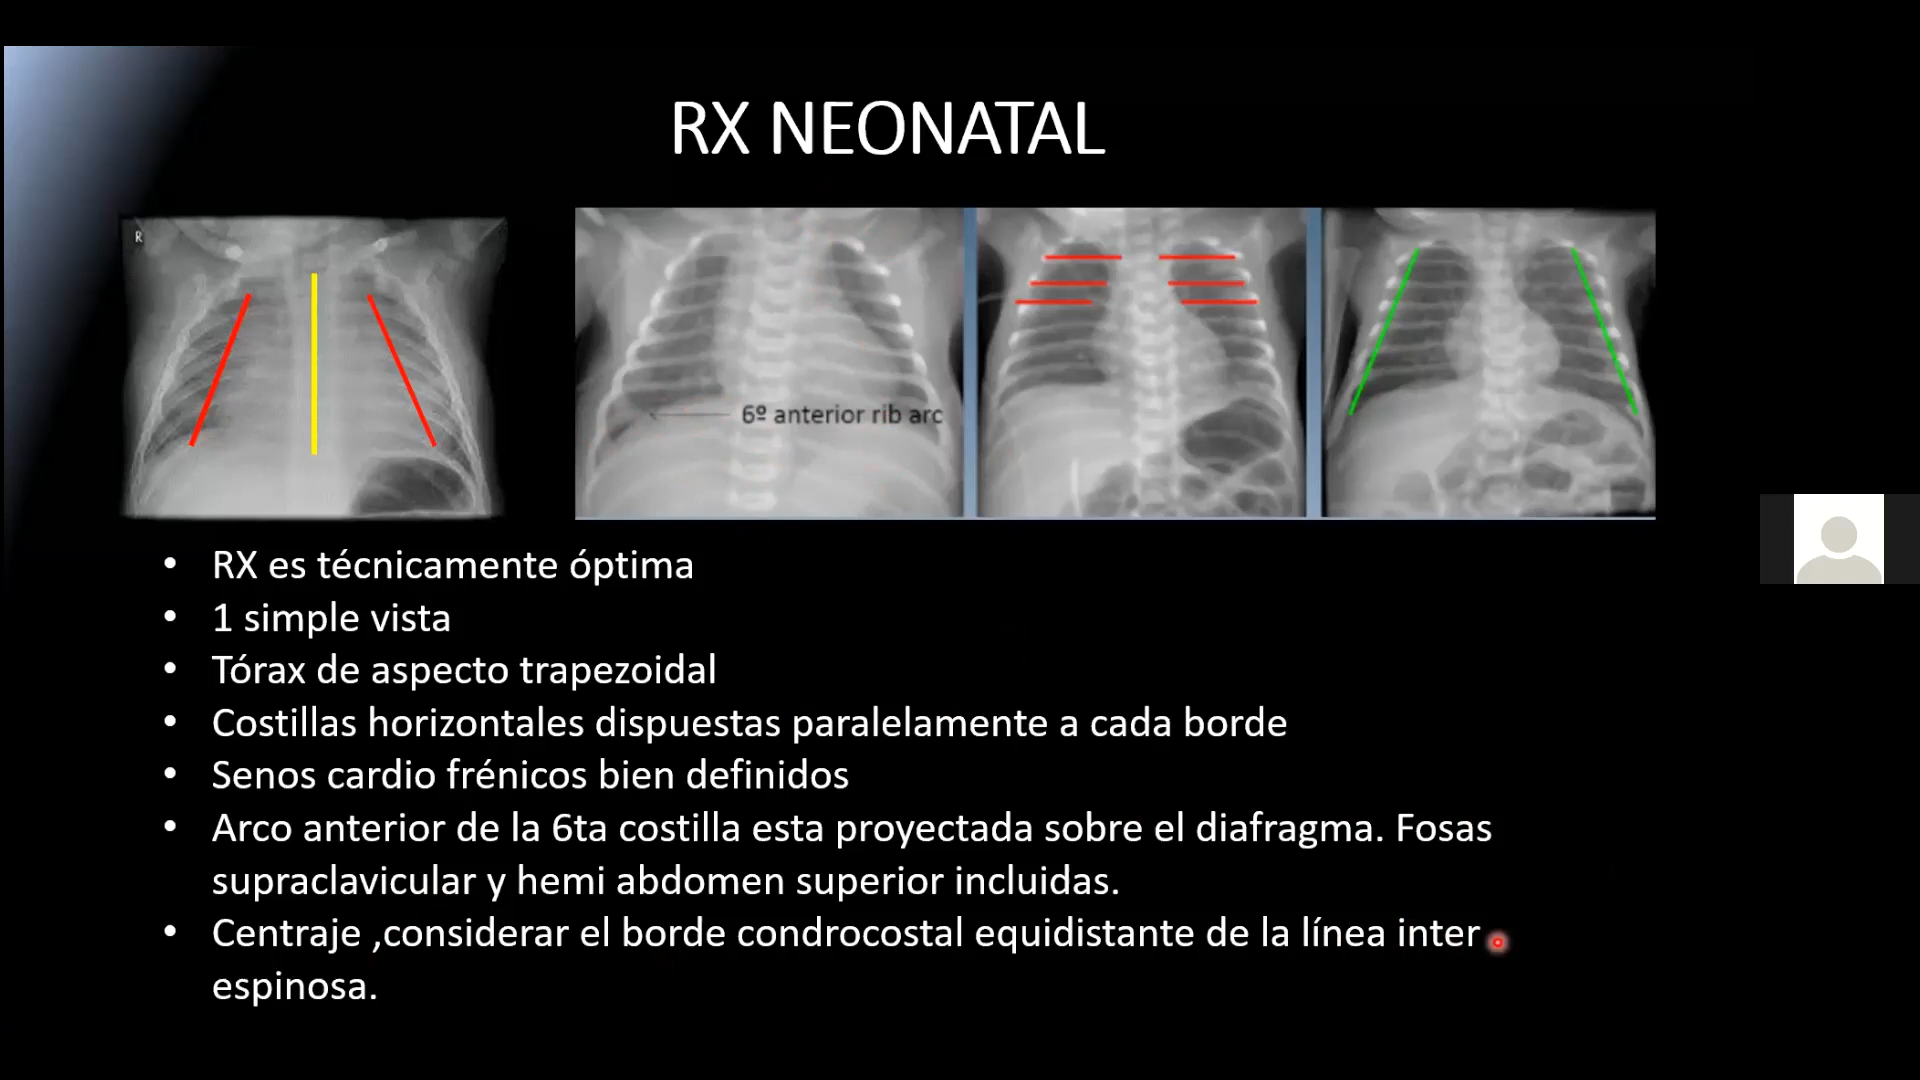 RX NEONATAL
R
6º anterior rib arc
• RX es técnicamente óptima
• 1 simple vista
• Tórax de aspecto trapezoidal
• Costillas horizontales dispuestas paralelamente a cada borde
• Senos cardio frénicos bien definidos
• Arco anterior de la 6ta costilla esta proyectada sobre el diafragma. Fosas
supraclavicular y hemi abdomen superior incluidas.
• Centraje ,considerar el borde condrocostal equidistante de la línea inter
espinosa.